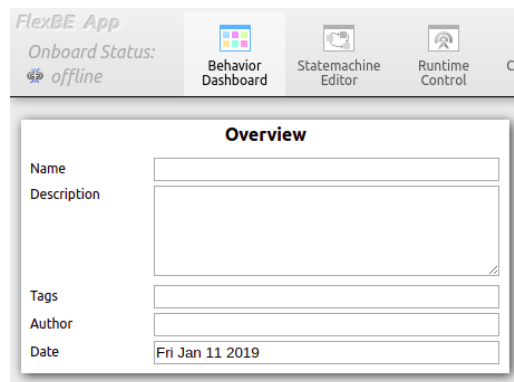 FlexBE App
Onboard Status:
offline
Behavior
Dashboard
Statemachine
Editor
Runtime
Control
Overview
Name
Description
Tags
Author
Date
Fri Jan 11 2019